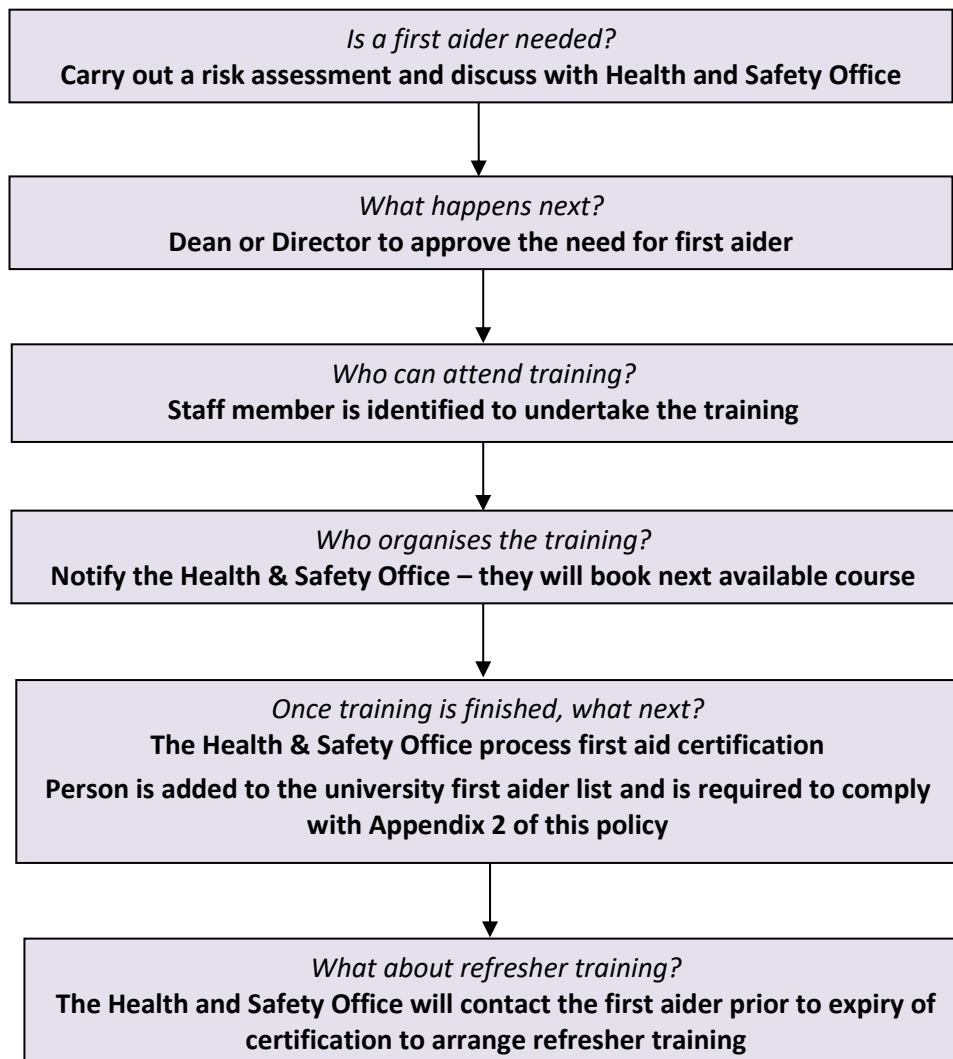 Is a first aider needed?
Carry out a risk assessment and discuss with Health and Safety Office
What happens next?
Dean or Director to approve the need for first aider
Who can attend training?
Staff member is identified to undertake the training
Who organises the training?
Notify the Health & Safety Office – they will book next available course
Once training is finished, what next?
The Health & Safety Office process first aid certification
Person is added to the university first aider list and is required to comply
with Appendix 2 of this policy
What about refresher training?
The Health and Safety Office will contact the first aider prior to expiry of
certification to arrange refresher training